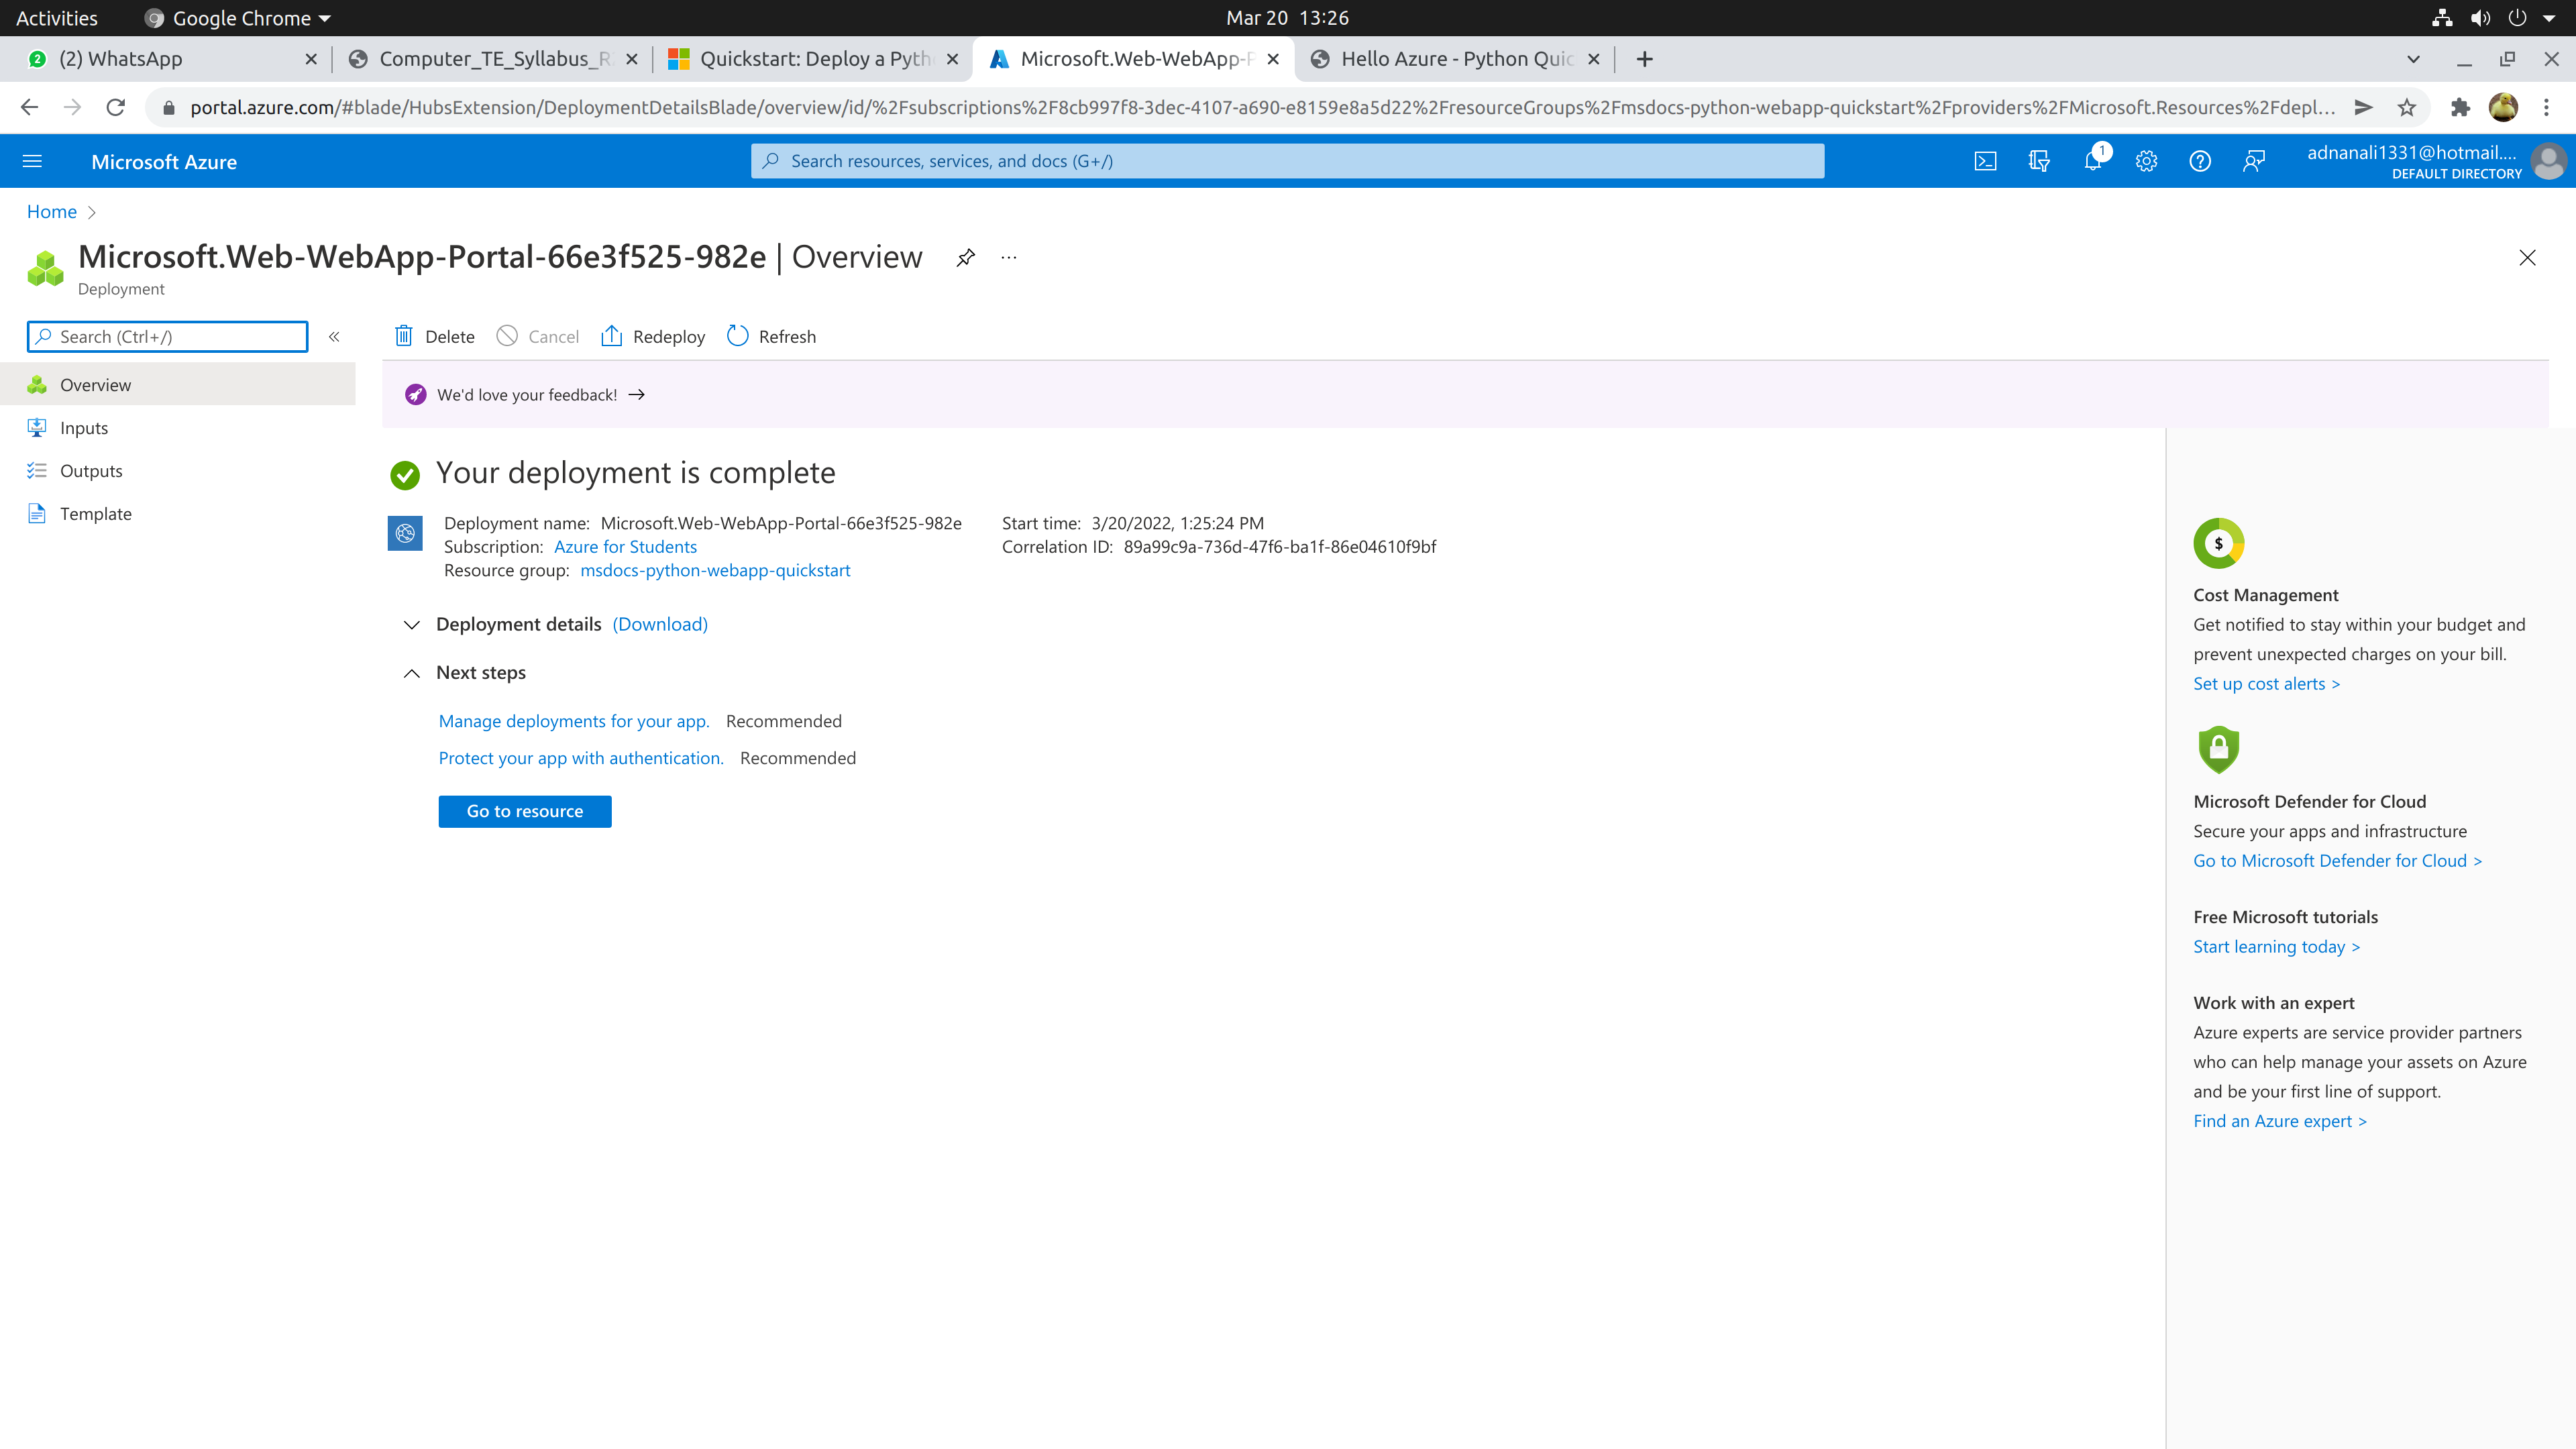 Activities
Google Chrome
Mar 20 13:26
2
(2) WhatsApp
Computer_TE_Syllabus_R
Quickstart: Deploy a Pyth
Microsoft.Web-WebApp-P
Hello Azure - Python Quic
portal.azure.com/#blade/HubsExtension/DeploymentDetailsBlade/overview/id/%2Fsubscriptions%2F8cb997f8-3dec-4107-a690-e8159e8a5d22%2FresourceGroups%2Fmsdocs-python-webapp-quickstart%2Fproviders%2FMicrosoft.Resources%2Fdepl...
Microsoft Azure
Search resources, services, and docs (G+/)
1
adnanali1331@hotmail....
DEFAULT DIRECTORY
Home
Microsoft.Web-WebApp-Portal-66e3f525-982e | Overview
...
Deployment
Search (Ctrl+/)
«
Delete
Cancel
Redeploy
Refresh
Overview
Inputs
Outputs
Template
We'd love your feedback! →
Your deployment is complete
Deployment name: Microsoft.Web-WebApp-Portal-66e3f525-982e
Subscription: Azure for Students
Resource group: msdocs-python-webapp-quickstart
Start time: 3/20/2022, 1:25:24 PM
Correlation ID: 89a99c9a-736d-47f6-ba1f-86e04610f9bf
Deployment details (Download)
Next steps
Manage deployments for your app. Recommended
Protect your app with authentication. Recommended
Go to resource
$
Cost Management
Get notified to stay within your budget and
prevent unexpected charges on your bill.
Set up cost alerts >
Microsoft Defender for Cloud
Secure your apps and infrastructure
Go to Microsoft Defender for Cloud >
Free Microsoft tutorials
Start learning today >
Work with an expert
Azure experts are service provider partners
who can help manage your assets on Azure
and be your first line of support.
Find an Azure expert >